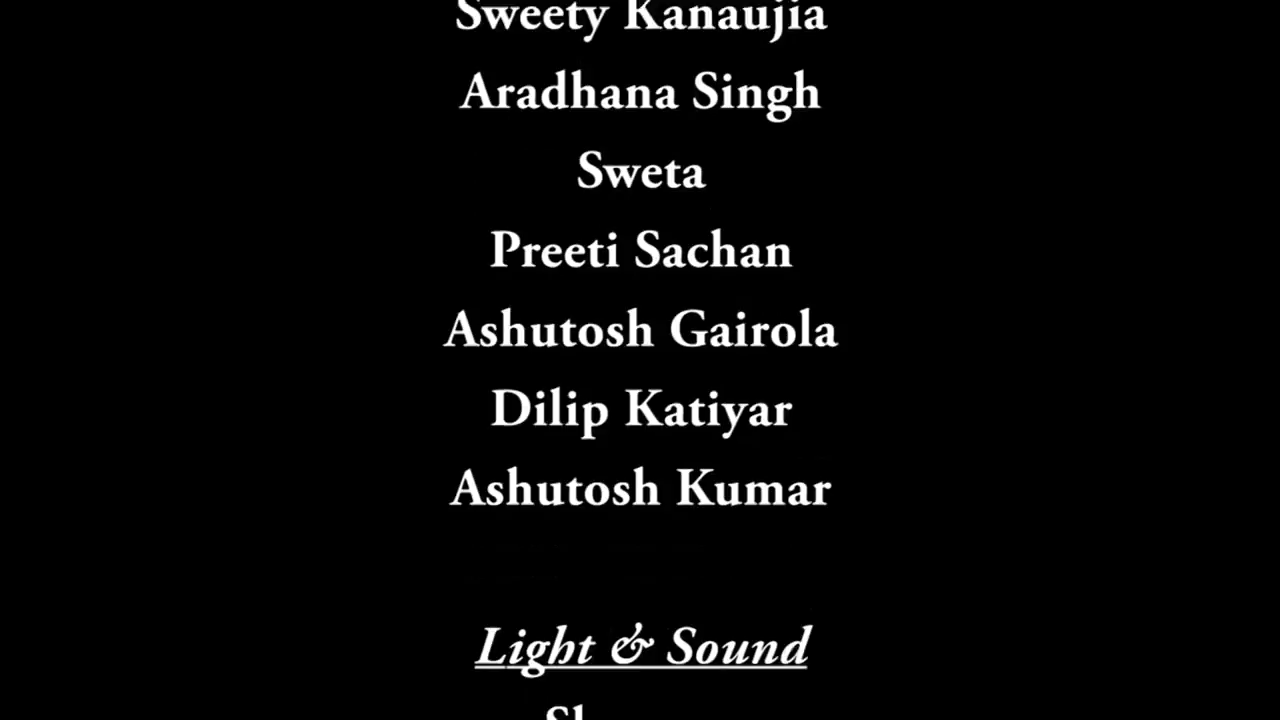 Sweety Kanaujia
Aradhana Singh
Sweta
Preeti Sachan
Ashutosh Gairola
Dilip Katiyar
Ashutosh Kumar
Light & Sound